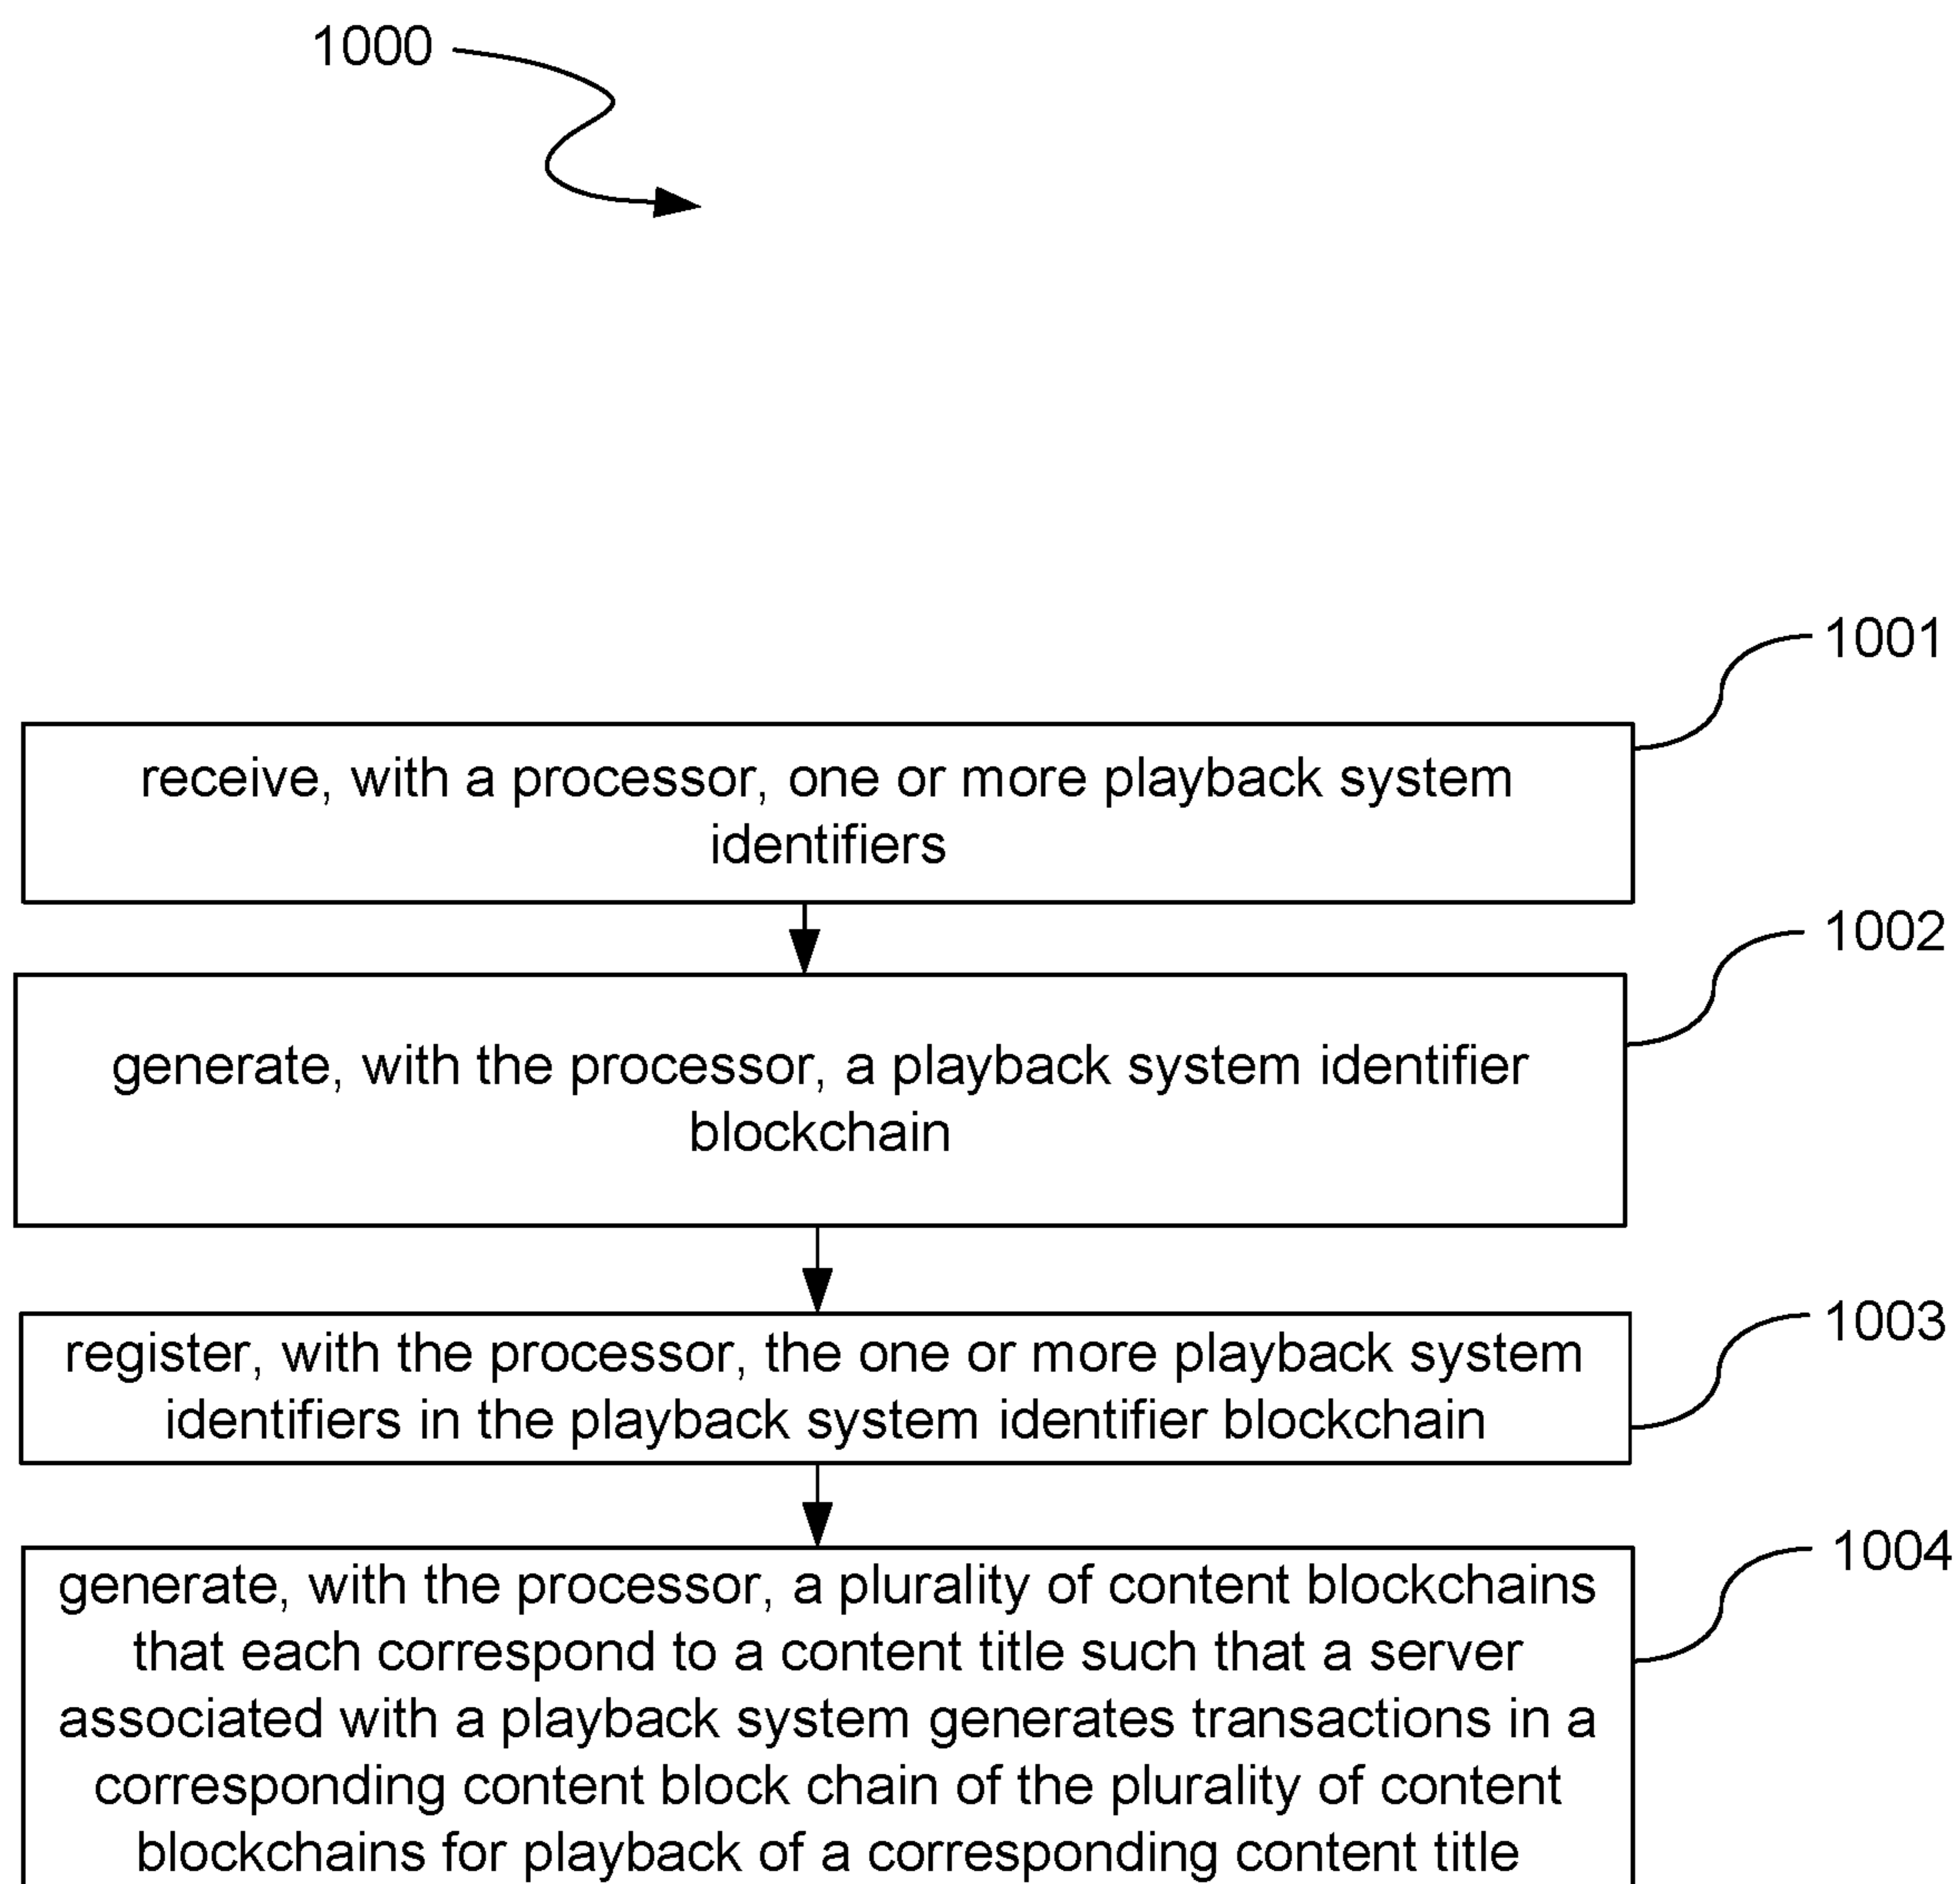 1000
1001
receive, with a processor, one or more playback system
identifiers
1002
generate, with the processor, a playback system identifier
blockchain
1003
register, with the processor, the one or more playback system
identifiers in the playback system identifier blockchain
1004
generate, with the processor, a plurality of content blockchains
that each correspond to a content title such that a server
associated with a playback system generates transactions in a
corresponding content block chain of the plurality of content
blockchains for playback of a corresponding content title